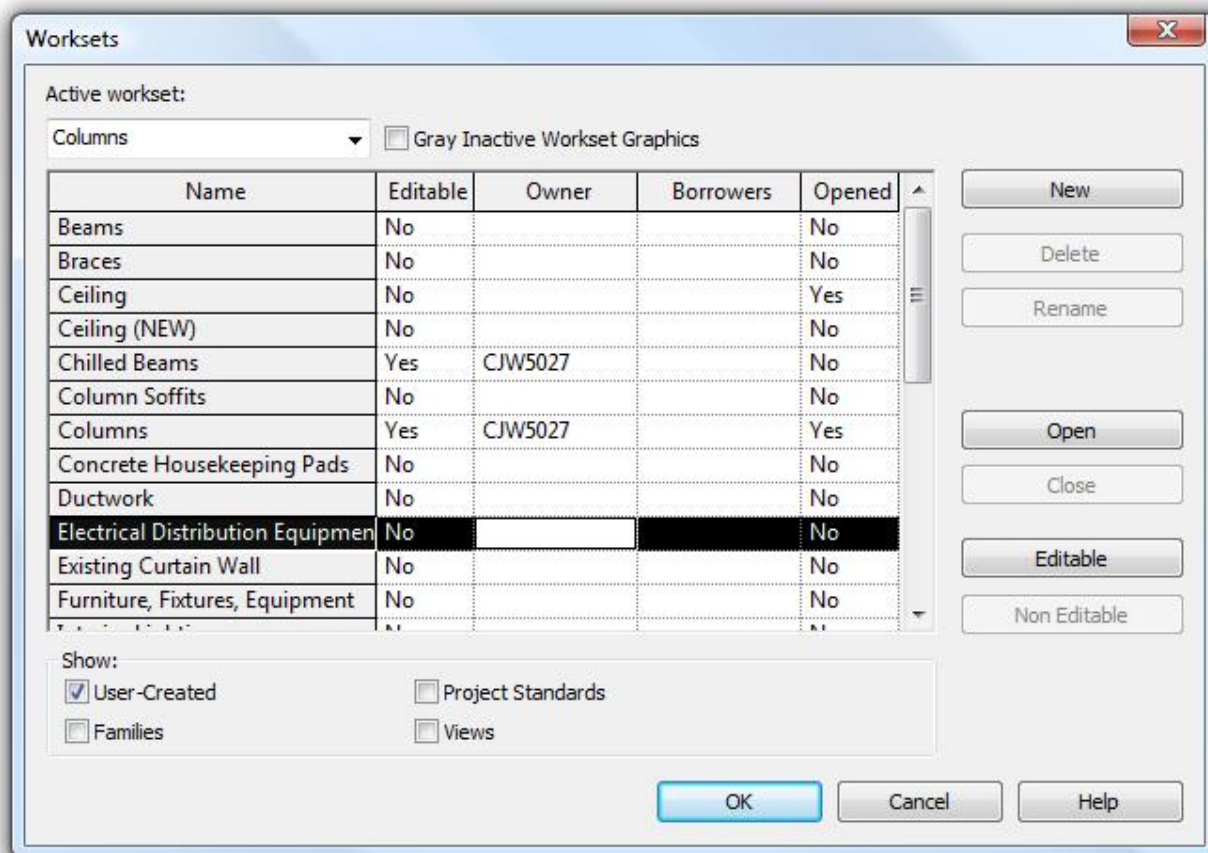 Worksets
Active workset:
Columns Gray Inactive Workset Graphics
Name Editable Owner Borrowers Opened New
Beams No No
Braces No No Delete
Ceiling No Yes Rename
Ceiling (NEW) No No
Chilled Beams Yes CJW5027 No
Column Soffits No No
Columns Yes CJW5027 Yes Open
Concrete Housekeeping Pads No No
Ductwork No No Close
Electrical Distribution Equipmen No No
Existing Curtain Wall No No Editable
Furniture, Fixtures, Equipment No No Non Editable
Show:
User-Created Project Standards
Families Views
OK Cancel Help